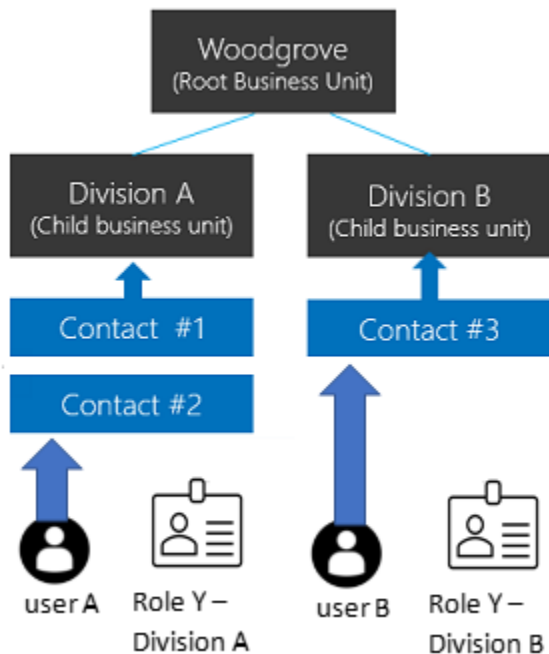 Woodgrove
(Root Business Unit)
Division A
(Child business unit)
Division B
(Child business unit)
Contact #1
Contact #3
Contact #2
user A
Role Y –
Division A
user B
Role Y –
Division B